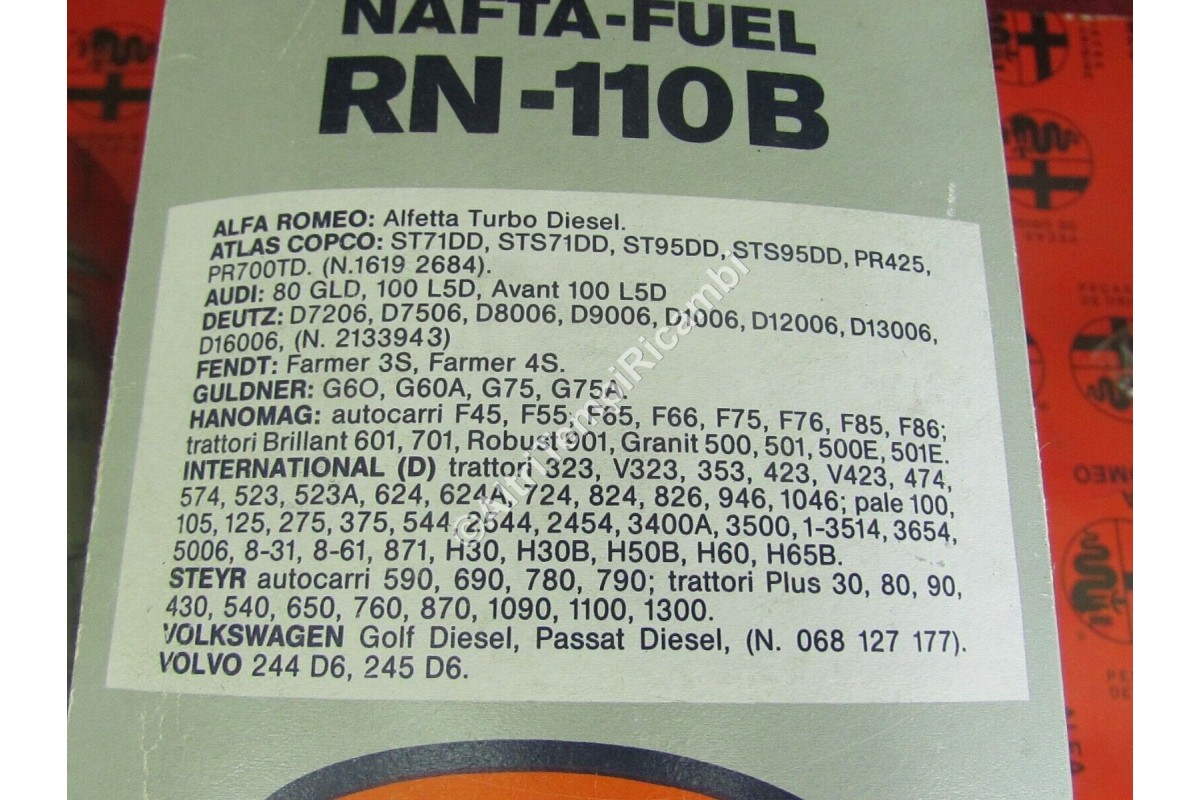 NAFTA-FUEL
RN-110B
ALFA ROMEO: Alfetta Turbo Diesel.
ATLAS COPCO: ST71DD, STS71DD, ST95DD, STS95DD, PR425,
PR700TD. (N.1619 2684).
AUDI: 80 GLD, 100 L5D, Avant 100 L5D
DEUTZ: D7206, D7506, D8006, D9006, D1006, D12006, D13006,
D16006, (N. 2133943)
FENDT: Farmer 3S, Farmer 4S.
GULDNER: G6O, G60A, G75, G75A
HANOMAG: autocarri F45, F55, F65, F66, F75, F76, F85, F86;
trattori Brillant 601, 701, Robust 901, Granit 500, 501, 500E, 501E.
INTERNATIONAL (D) trattori 323, V323, 353, 423, V423, 474,
574, 523, 523A, 624, 624A, 724, 824, 826, 946, 1046; pale 100,
105, 125, 275, 375, 544, 2544, 2454, 3400A, 3500, 1-3514, 3654,
5006, 8-31, 8-61, 871, H30, H30B, H50B, H60, H65B.
STEYR autocarri 590, 690, 780, 790; trattori Plus 30, 80, 90,
430, 540, 650, 760, 870, 1090, 1100, 1300.
VOLKSWAGEN Golf Diesel, Passat Diesel, (N. 068 127 177).
VOLVO 244 D6, 245 D6.
©AltriTempiRicambi